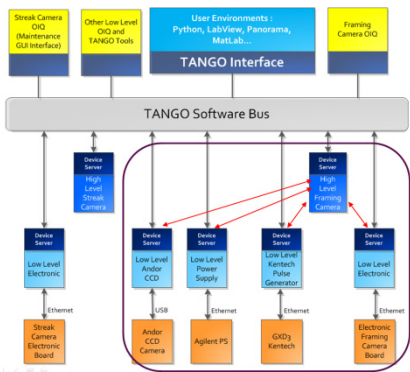 Streak Camera
OIQ
(Maintenance
GUI Interface)
Other Low Level
OIQ and
TANGO Tools
User Environments :
Python, LabView, Panorama,
MatLab...
TANGO Interface
Framing
Camera OIQ
TANGO Software Bus
Device
Server
High
Level
Streak
Camera
Device
Server
High
Level
Framing
Camera
Device
Server
Low Level
Electronic
Device
Server
Low Level
Andor
CCD
Device
Server
Low Level
Power
Supply
Device
Server
Low Level
Kentech
Pulse
Generator
Device
Server
Low Level
Electronic
Ethernet
USB
Ethernet
Ethernet
Ethernet
Streak
Camera
Electronic
Board
Andor
CCD
Camera
Agilent PS
GXD3
Kentech
Electronic
Framing
Camera
Board